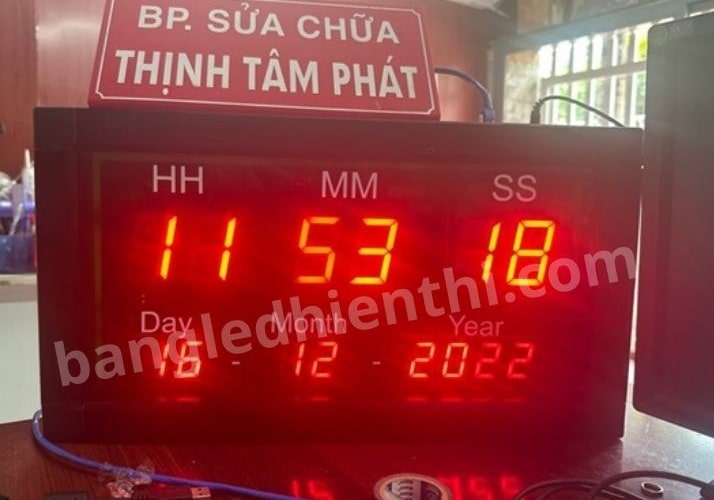 BP. SỬA CHỮA
THỊNH TÂM PHÁT
HH MM SS
11 53 18
Day Month Year
16 - 12 - 2022
bangledhienthi.com